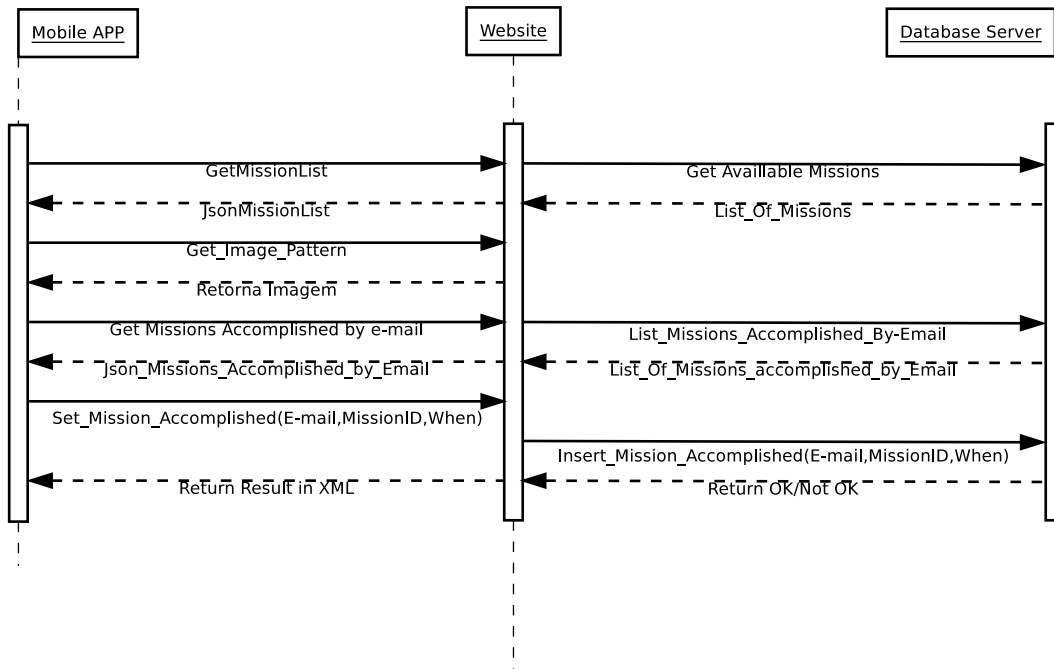 Mobile APP
Website
Database Server
GetMissionList
Get Availlable Missions
JsonMissionList
List_Of_Missions
Get_Image_Pattern
Retorna Imagem
Get Missions Accomplished by e-mail
List_Missions_Accomplished_By-Email
Json_Missions_Accomplished_by_Email
List_Of_Missions_accomplished_by_Email
Set_Mission_Accomplished(E-mail,MissionID,When)
Insert_Mission_Accomplished(E-mail,MissionID,When)
Return Result in XML
Return OK/Not OK